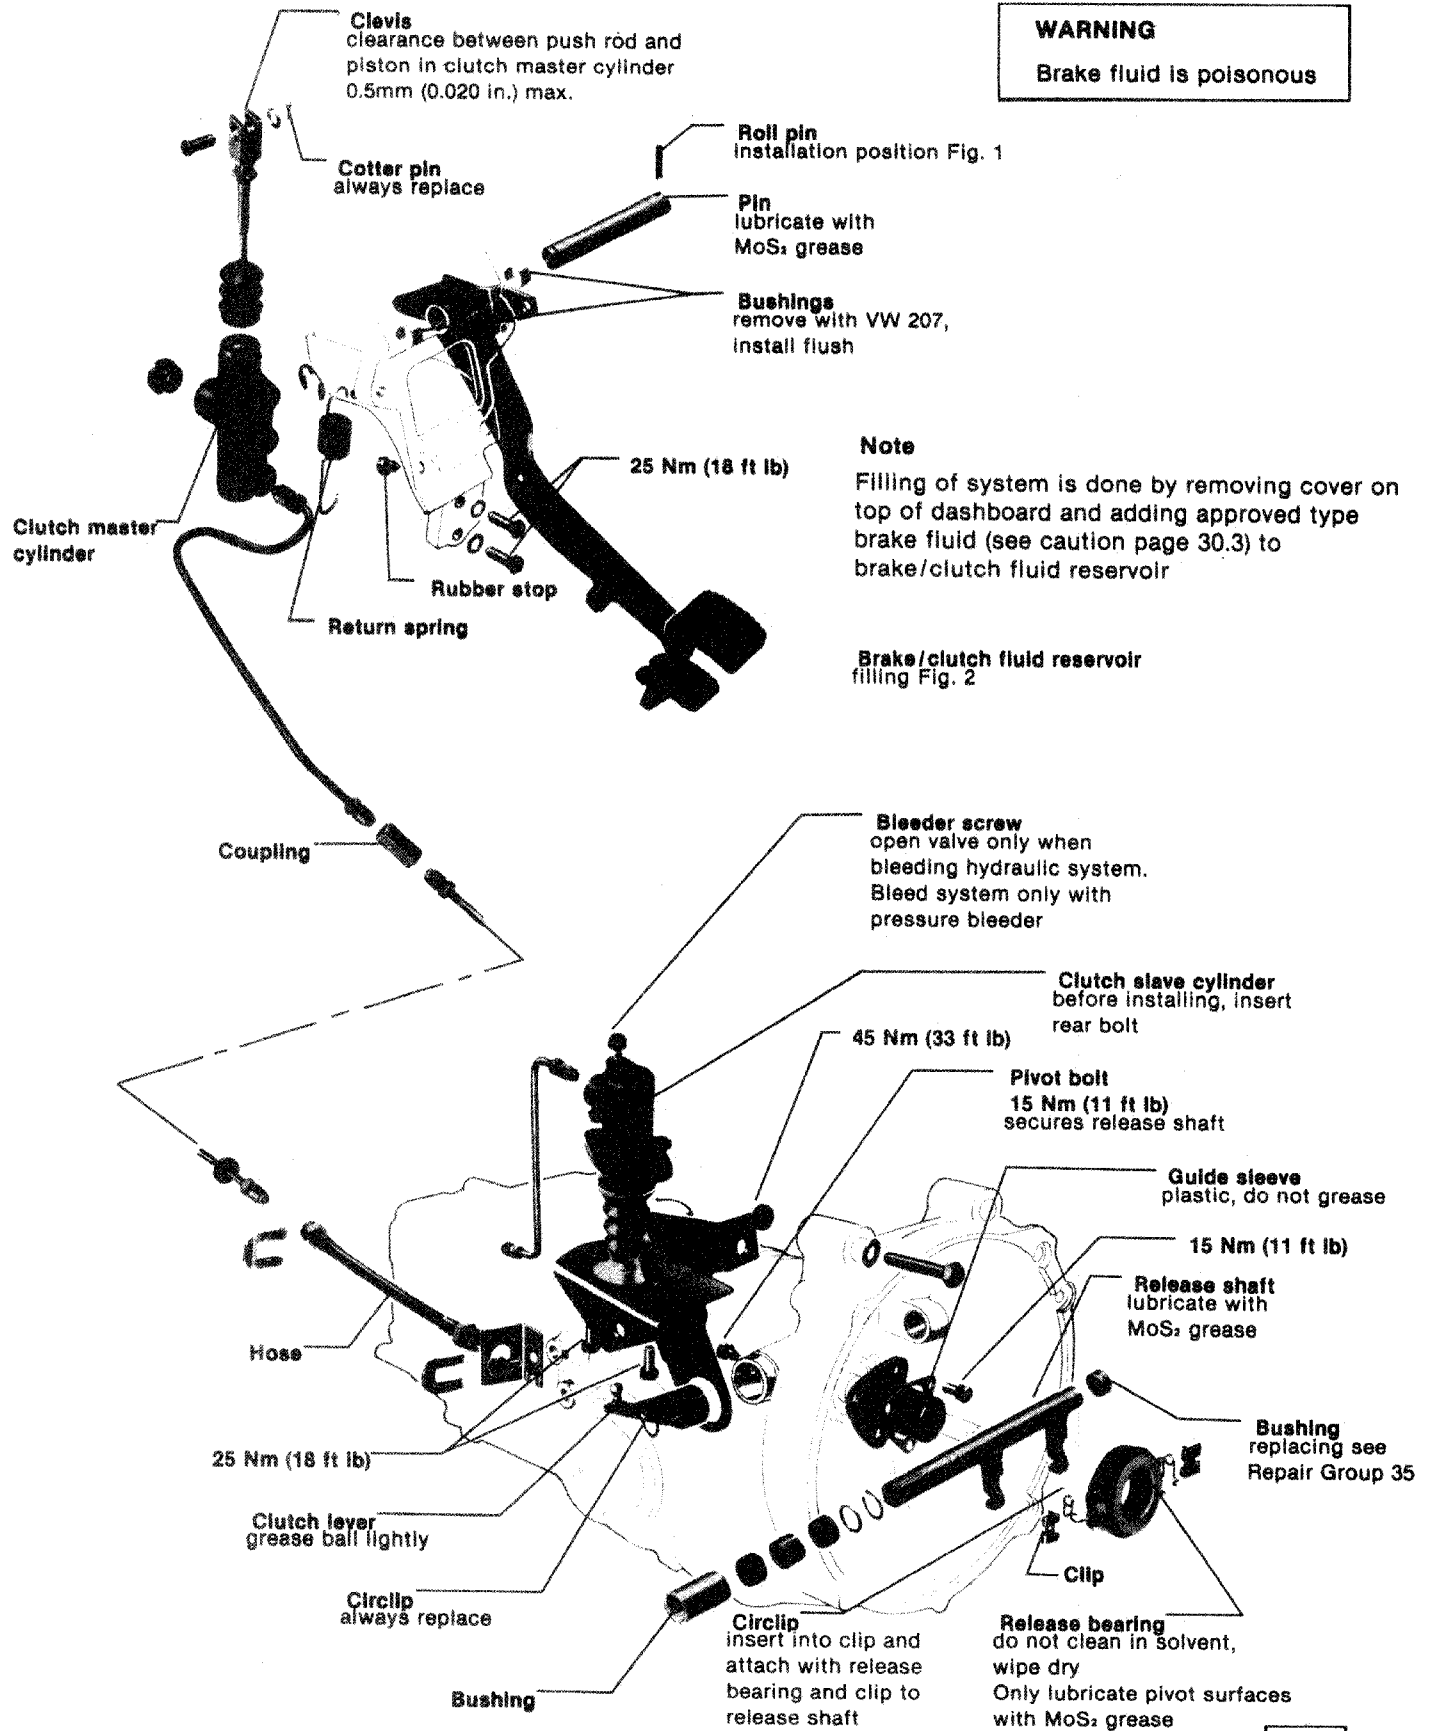 Clevis
clearance between push rod and
piston in clutch master cylinder
0.5mm (0.020 in.) max.
WARNING
Brake fluid is poisonous
Cotter pin
always replace
Roll pin
installation position Fig. 1
Pin
lubricate with
MoS₂ grease
Bushings
remove with VW 207,
install flush
25 Nm (18 ft lb)
Note
Filling of system is done by removing cover on
top of dashboard and adding approved type
brake fluid (see caution page 30.3) to
brake/clutch fluid reservoir
Clutch master
cylinder
Rubber stop
Return spring
Brake/clutch fluid reservoir
filling Fig. 2
Coupling
Bleeder screw
open valve only when
bleeding hydraulic system.
Bleed system only with
pressure bleeder
Clutch slave cylinder
before installing, insert
rear bolt
45 Nm (33 ft lb)
Pivot bolt
15 Nm (11 ft lb)
secures release shaft
Guide sleeve
plastic, do not grease
15 Nm (11 ft lb)
Release shaft
lubricate with
MoS₂ grease
Hose
Bushing
replacing see
Repair Group 35
25 Nm (18 ft lb)
Clutch lever
grease ball lightly
Clip
Circlip
always replace
Circlip
insert into clip and
attach with release
bearing and clip to
release shaft
Release bearing
do not clean in solvent,
wipe dry
Only lubricate pivot surfaces
with MoS₂ grease
Bushing